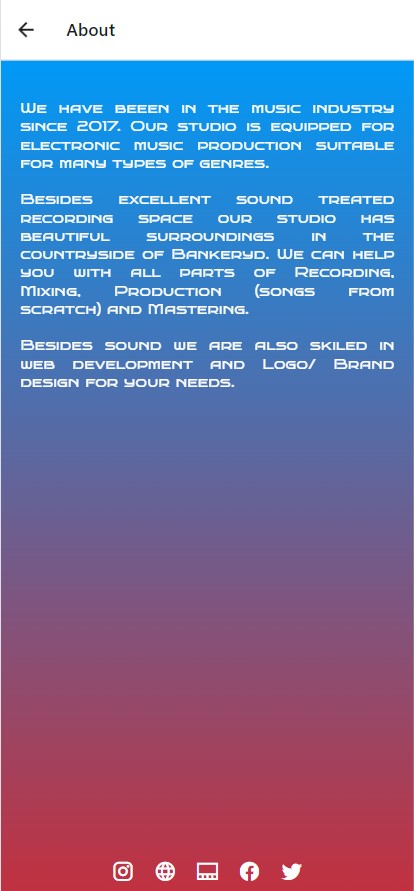 About
We have beeen in the music industry
since 2017. Our studio is equipped for
electronic music production suitable
for many types of genres.
Besides excellent sound treated
recording space our studio has
beautiful surroundings in the
countryside of Bankeryd. We can help
you with all parts of Recording,
Mixing, Production (songs from
scratch) and Mastering.
Besides sound we are also skiled in
web development and Logo/ Brand
design for your needs.